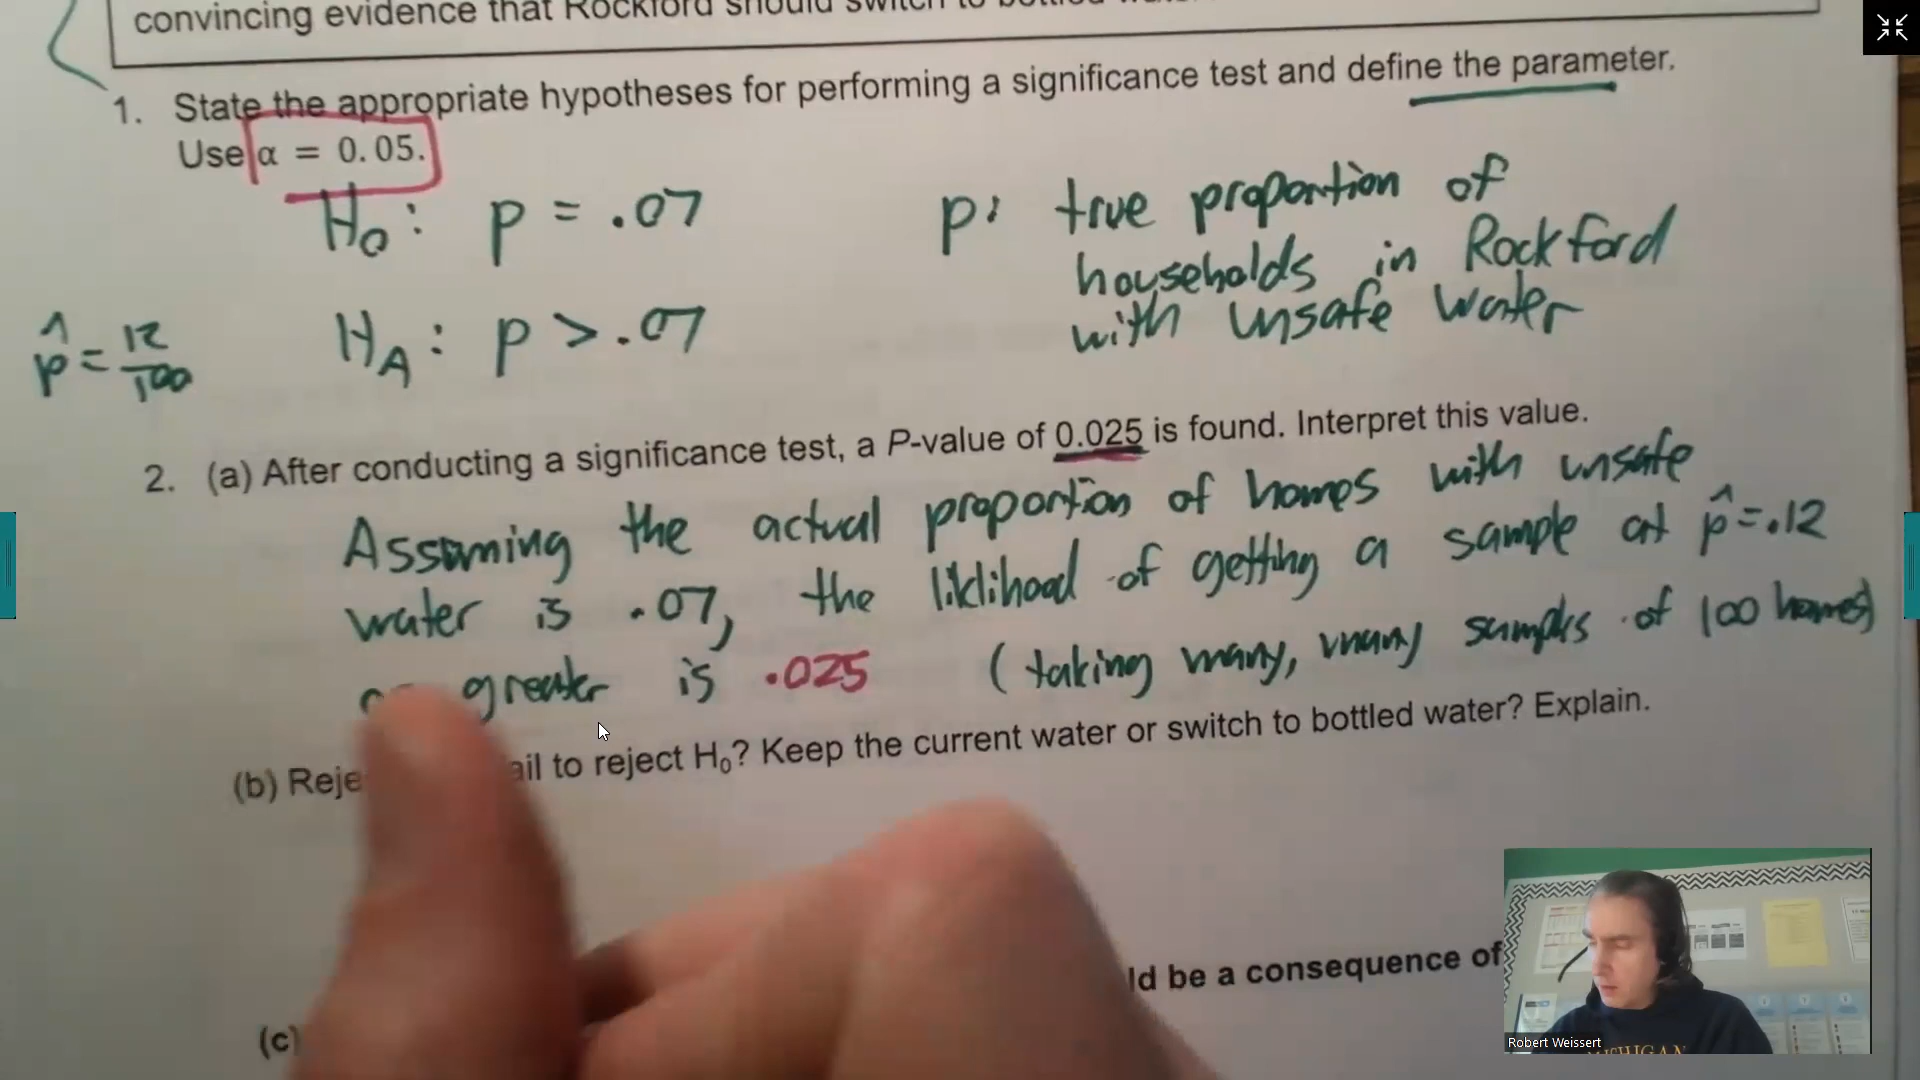 convincing evidence that Rockford should switch to bottled water.
1. State the appropriate hypotheses for performing a significance test and define the parameter.
Use α = 0.05.
H₀: p = .07
p: true proportion of
households in Rockford
with unsafe water
p̂ = 12/100
H_A: p > .07
2. (a) After conducting a significance test, a P-value of 0.025 is found. Interpret this value.
Assuming the actual proportion of homes with unsafe
water is .07, the liklihood of getting a sample at p̂=.12
greater is .025 (taking many, many samples of 100 homes)
(b) Reje ail to reject H₀? Keep the current water or switch to bottled water? Explain.
ld be a consequence of
(c)
MICHIGAN
Robert Weissert